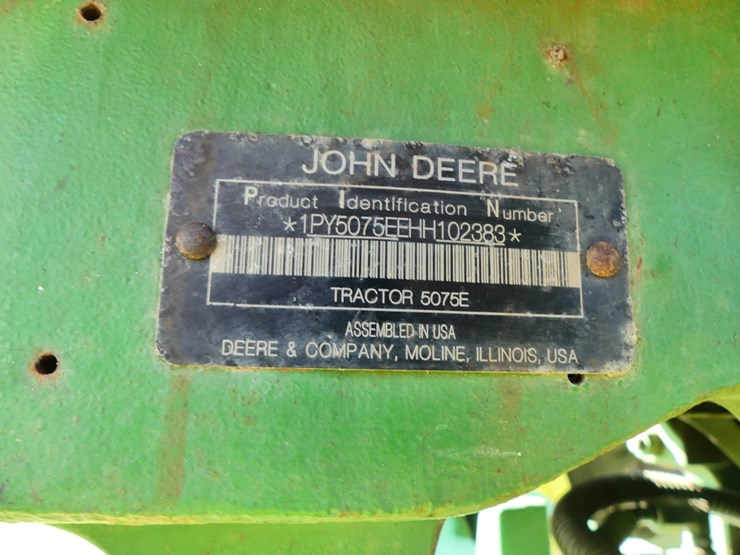 JOHN DEERE
Product Identification Number
*1PY5075EEHH102383*
TRACTOR 5075E
ASSEMBLED IN USA
DEERE & COMPANY, MOLINE, ILLINOIS, USA